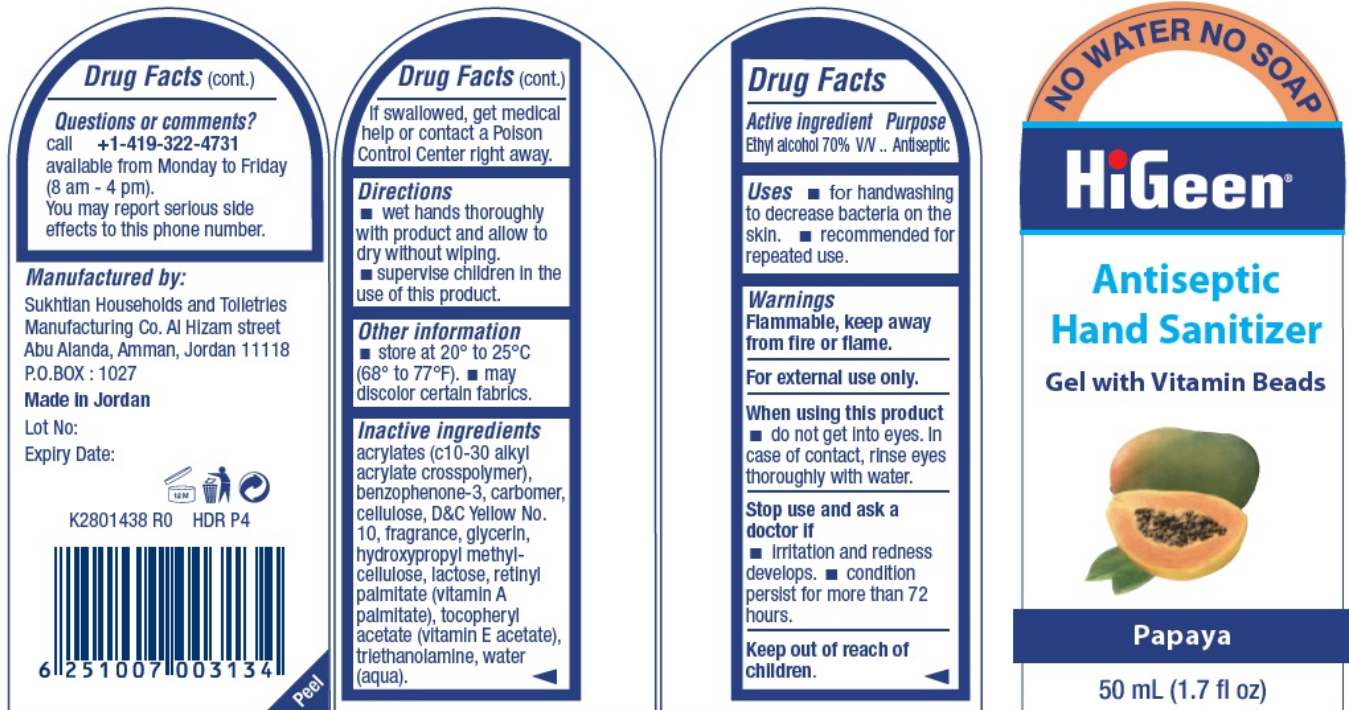 Drug Facts (cont.)
Questions or comments?
call +1-419-322-4731
available from Monday to Friday
(8 am - 4 pm).
You may report serious side
effects to this phone number.
Manufactured by:
Sukhtian Households and Toiletries
Manufacturing Co. Al Hizam street
Abu Alanda, Amman, Jordan 11118
P.O.BOX : 1027
Made in Jordan
Lot No:
Expiry Date:
18M
K2801438 R0 HDR P4
6 251007 003134
Peel
Drug Facts (cont.)
If swallowed, get medical
help or contact a Poison
Control Center right away.
Directions
■ wet hands thoroughly
with product and allow to
dry without wiping.
■ supervise children in the
use of this product.
Other information
■ store at 20° to 25°C
(68° to 77°F). ■ may
discolor certain fabrics.
Inactive ingredients
acrylates (c10-30 alkyl
acrylate crosspolymer),
benzophenone-3, carbomer,
cellulose, D&C Yellow No.
10, fragrance, glycerin,
hydroxypropyl methyl-
cellulose, lactose, retinyl
palmitate (vitamin A
palmitate), tocopheryl
acetate (vitamin E acetate),
triethanolamine, water
(aqua).
Drug Facts
Active ingredient Purpose
Ethyl alcohol 70% V/V .. Antiseptic
Uses ■ for handwashing
to decrease bacteria on the
skin. ■ recommended for
repeated use.
Warnings
Flammable, keep away
from fire or flame.
For external use only.
When using this product
■ do not get into eyes. In
case of contact, rinse eyes
thoroughly with water.
Stop use and ask a
doctor if
■ irritation and redness
develops. ■ condition
persist for more than 72
hours.
Keep out of reach of
children.
NO WATER NO SOAP
HiGeen®
Antiseptic
Hand Sanitizer
Gel with Vitamin Beads
Papaya
50 mL (1.7 fl oz)